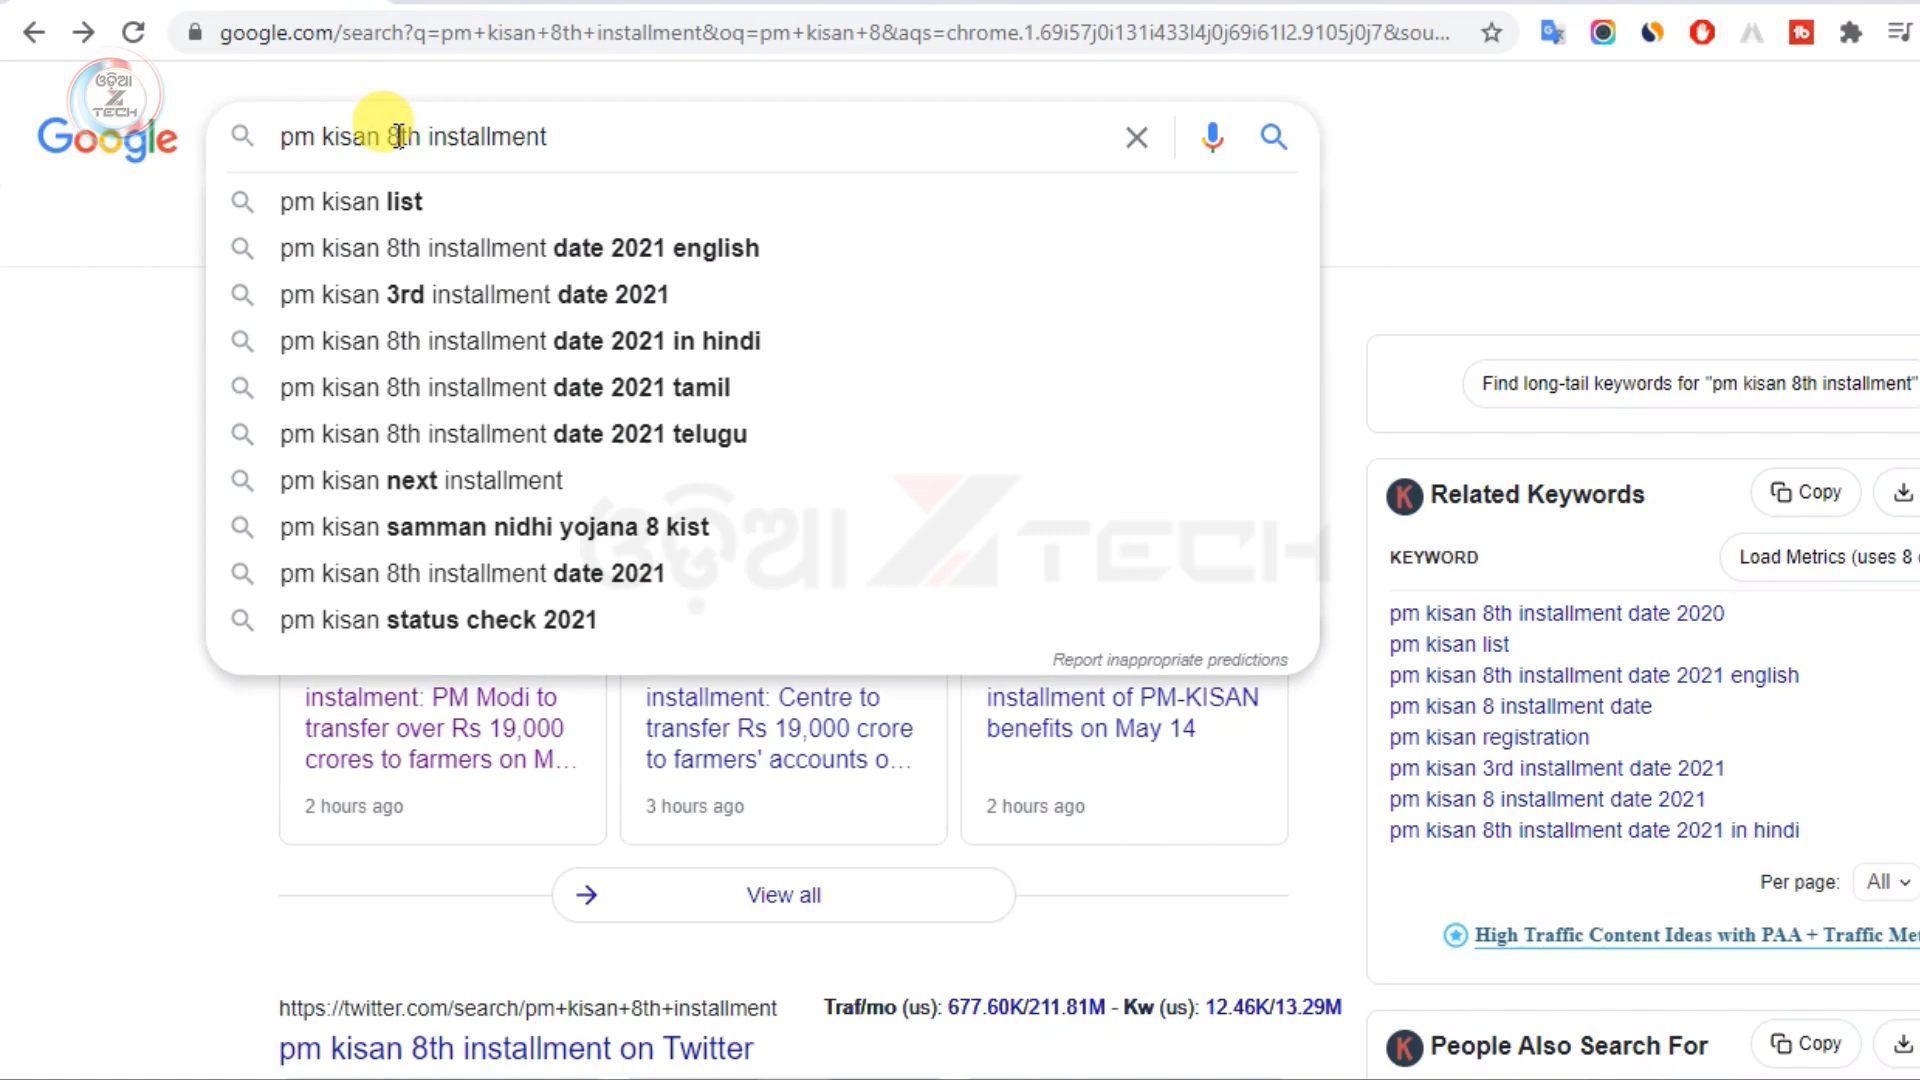 google.com/search?q=pm+kisan+8th+installment&oq=pm+kisan+8&aqs=chrome.1.69i57j0i131i433l4j0j69i61l2.9105j0j7&sou...
ଓଡ଼ିଆ
Z
TECH
Google
pm kisan 8th installment
pm kisan list
pm kisan 8th installment date 2021 english
pm kisan 3rd installment date 2021
pm kisan 8th installment date 2021 in hindi
pm kisan 8th installment date 2021 tamil
pm kisan 8th installment date 2021 telugu
pm kisan next installment
pm kisan samman nidhi yojana 8 kist
pm kisan 8th installment date 2021
pm kisan status check 2021
Report inappropriate predictions
ଓଡ଼ିଆ Z TECH
instalment: PM Modi to
transfer over Rs 19,000
crores to farmers on M...
2 hours ago
installment: Centre to
transfer Rs 19,000 crore
to farmers' accounts o...
3 hours ago
installment of PM-KISAN
benefits on May 14
2 hours ago
View all
https://twitter.com/search/pm+kisan+8th+installment
Traf/mo (us): 677.60K/211.81M - Kw (us): 12.46K/13.29M
pm kisan 8th installment on Twitter
Find long-tail keywords for "pm kisan 8th installment"
K Related Keywords
Copy
KEYWORD
Load Metrics (uses 8
pm kisan 8th installment date 2020
pm kisan list
pm kisan 8th installment date 2021 english
pm kisan 8 installment date
pm kisan registration
pm kisan 3rd installment date 2021
pm kisan 8 installment date 2021
pm kisan 8th installment date 2021 in hindi
Per page: All
High Traffic Content Ideas with PAA + Traffic Met
K People Also Search For
Copy